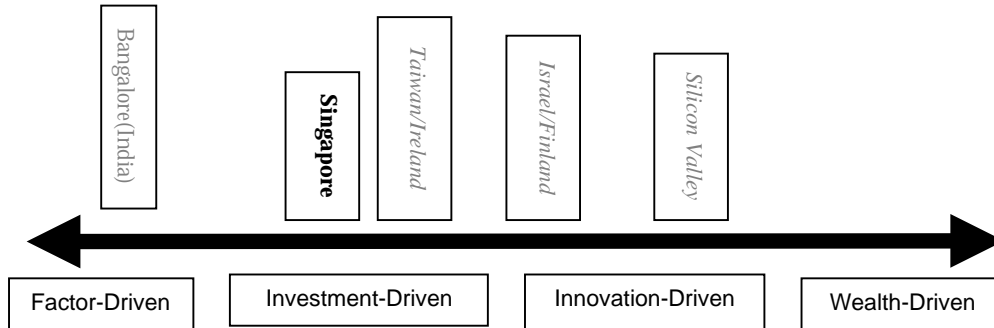 Bangalore(India)
Singapore
Taiwan/Ireland
Israel/Finland
Silicon Valley
Factor-Driven
Investment-Driven
Innovation-Driven
Wealth-Driven